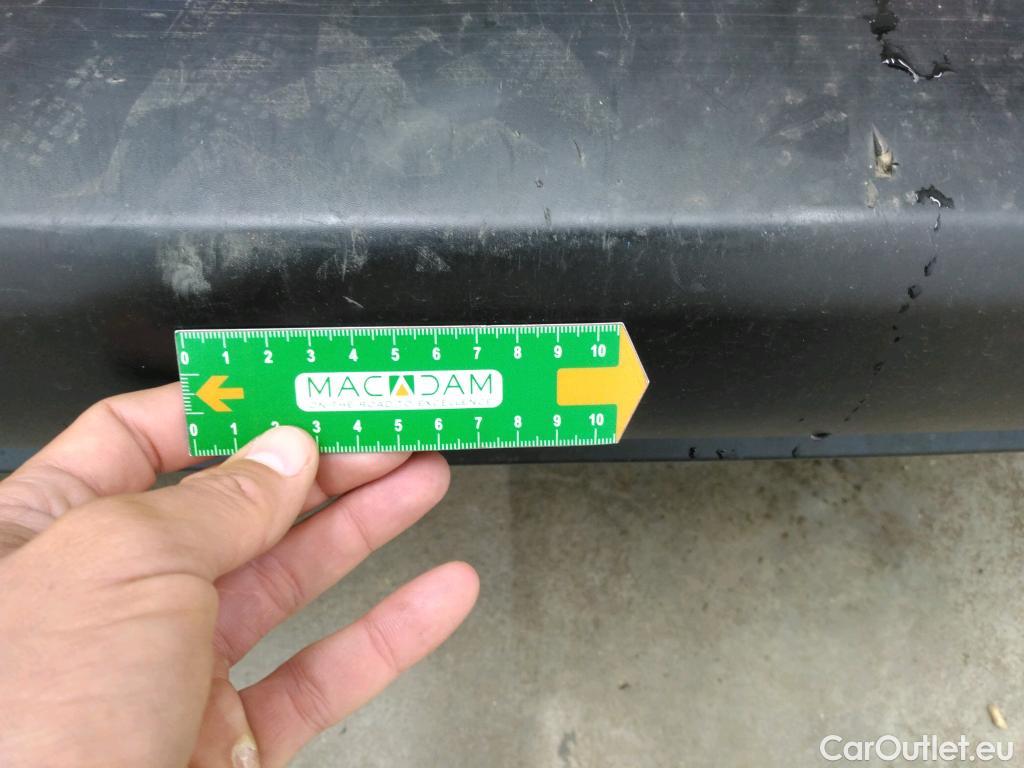 0 1 2 3 4 5 6 7 8 9 10
MACADAM
ON THE ROAD TO EXCELLENCE
0 1 2 3 4 5 6 7 8 9 10
CarOutlet.eu